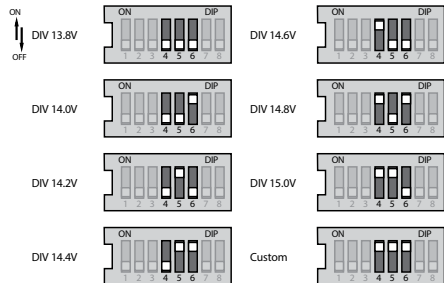 ON
OFF
DIV 13.8V
ON DIP
1 2 3 4 5 6 7 8
DIV 14.6V
ON DIP
1 2 3 4 5 6 7 8
DIV 14.0V
ON DIP
1 2 3 4 5 6 7 8
DIV 14.8V
ON DIP
1 2 3 4 5 6 7 8
DIV 14.2V
ON DIP
1 2 3 4 5 6 7 8
DIV 15.0V
ON DIP
1 2 3 4 5 6 7 8
DIV 14.4V
ON DIP
1 2 3 4 5 6 7 8
Custom
ON DIP
1 2 3 4 5 6 7 8